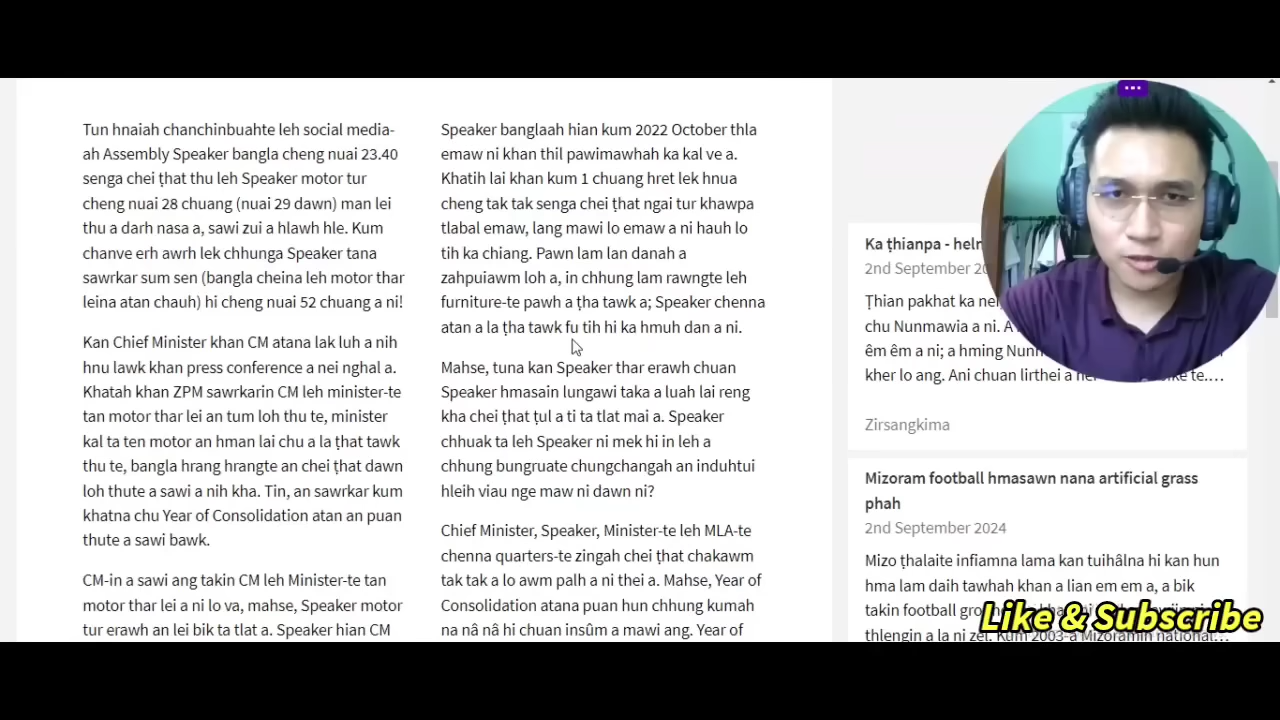 Tun hnaiah chanchinbuahte leh social media-
ah Assembly Speaker bangla cheng nuai 23.40
senga chei ṭhat thu leh Speaker motor tur
cheng nuai 28 chuang (nuai 29 dawn) man lei
thu a darh nasa a, sawi zui a hlawh hle. Kum
chanve erh awrh lek chhunga Speaker tana
sawrkar sum sen (bangla cheina leh motor thar
leina atan chauh) hi cheng nuai 52 chuang a ni!
Kan Chief Minister khan CM atana lak luh a nih
hnu lawk khan press conference a nei nghal a.
Khatah khan ZPM sawrkarin CM leh minister-te
tan motor thar lei an tum loh thu te, minister
kal ta ten motor an hman lai chu a la ṭhat tawk
thu te, bangla hrang hrangte an chei ṭhat dawn
loh thute a sawi a nih kha. Tin, an sawrkar kum
khatna chu Year of Consolidation atan an puan
thute a sawi bawk.
CM-in a sawi ang takin CM leh Minister-te tan
motor thar lei a ni lo va, mahse, Speaker motor
tur erawh an lei bik ta tlat a. Speaker hian CM
Speaker banglaah hian kum 2022 October thla
emaw ni khan thil pawimawhah ka kal ve a.
Khatih lai khan kum 1 chuang hret lek hnua
cheng tak tak senga chei ṭhat ngai tur khawpa
tlabal emaw, lang mawi lo emaw a ni hauh lo
tih ka chiang. Pawn lam lan danah a
zahpuiawm loh a, in chhung lam rawngte leh
furniture-te pawh a ṭha tawk a; Speaker chenna
atan a la ṭha tawk fu tih hi ka hmuh dan a ni.
Mahse, tuna kan Speaker thar erawh chuan
Speaker hmasain lungawi taka a luah lai reng
kha chei ṭhat ṭul a ti ta tlat mai a. Speaker
chhuak ta leh Speaker ni mek hi in leh a
chhung bungruate chungchangah an induhtui
hleih viau nge maw ni dawn ni?
Chief Minister, Speaker, Minister-te leh MLA-te
chenna quarters-te zingah chei ṭhat chakawm
tak tak a lo awm palh a ni thei a. Mahse, Year of
Consolidation atana puan hun chhung kumah
na nâ nâ hi chuan insûm a mawi ang. Year of
Ka ṭhianpa -
2nd September
Ṭhian pakhat ka
chu Nunmawia a ni. A
êm êm a ni; a hming
kher lo ang. Ani chuan lirthei a
te.…
Zirsangkima
Mizoram football hmasawn nana artificial grass
phah
2nd September 2024
Mizo ṭhalaite infiamna lama kan tuihâlna hi kan hun
hma lam daih tawhah khan a lian em em a, a bik
takin football
thlengin a la ni zel. Kum 2003-a Mizoramin national…
Like & Subscribe